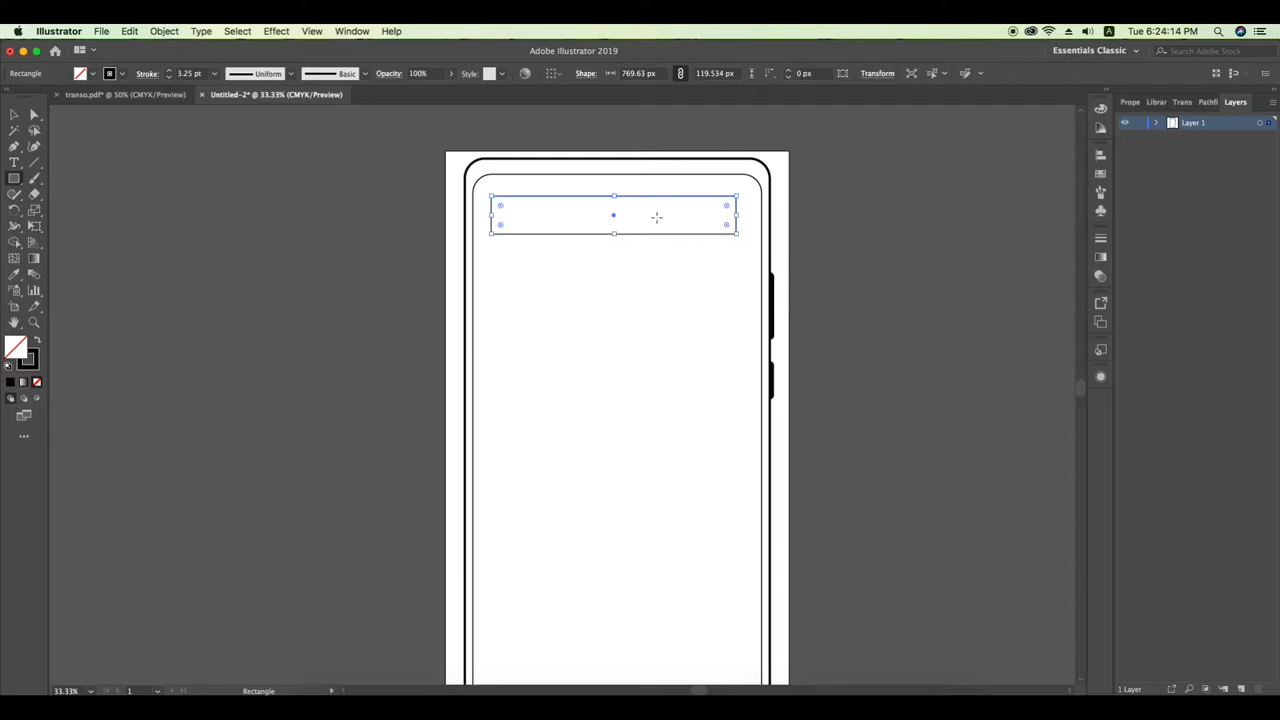 Illustrator File Edit Object Type Select Effect View Window Help A Tue 6:24:14 PM
Adobe Illustrator 2019 Essentials Classic Search Adobe Stock
Rectangle Stroke: 3.25 pt Uniform Basic Opacity: 100% Style: Shape: 769.63 px 119.534 px 0 px Transform
× transo.pdf* @ 50% (CMYK/Preview) × Untitled-2* @ 33.33% (CMYK/Preview) Prope Librar Trans Pathfi Layers
Layer 1
33.33% 1 Rectangle 1 Layer